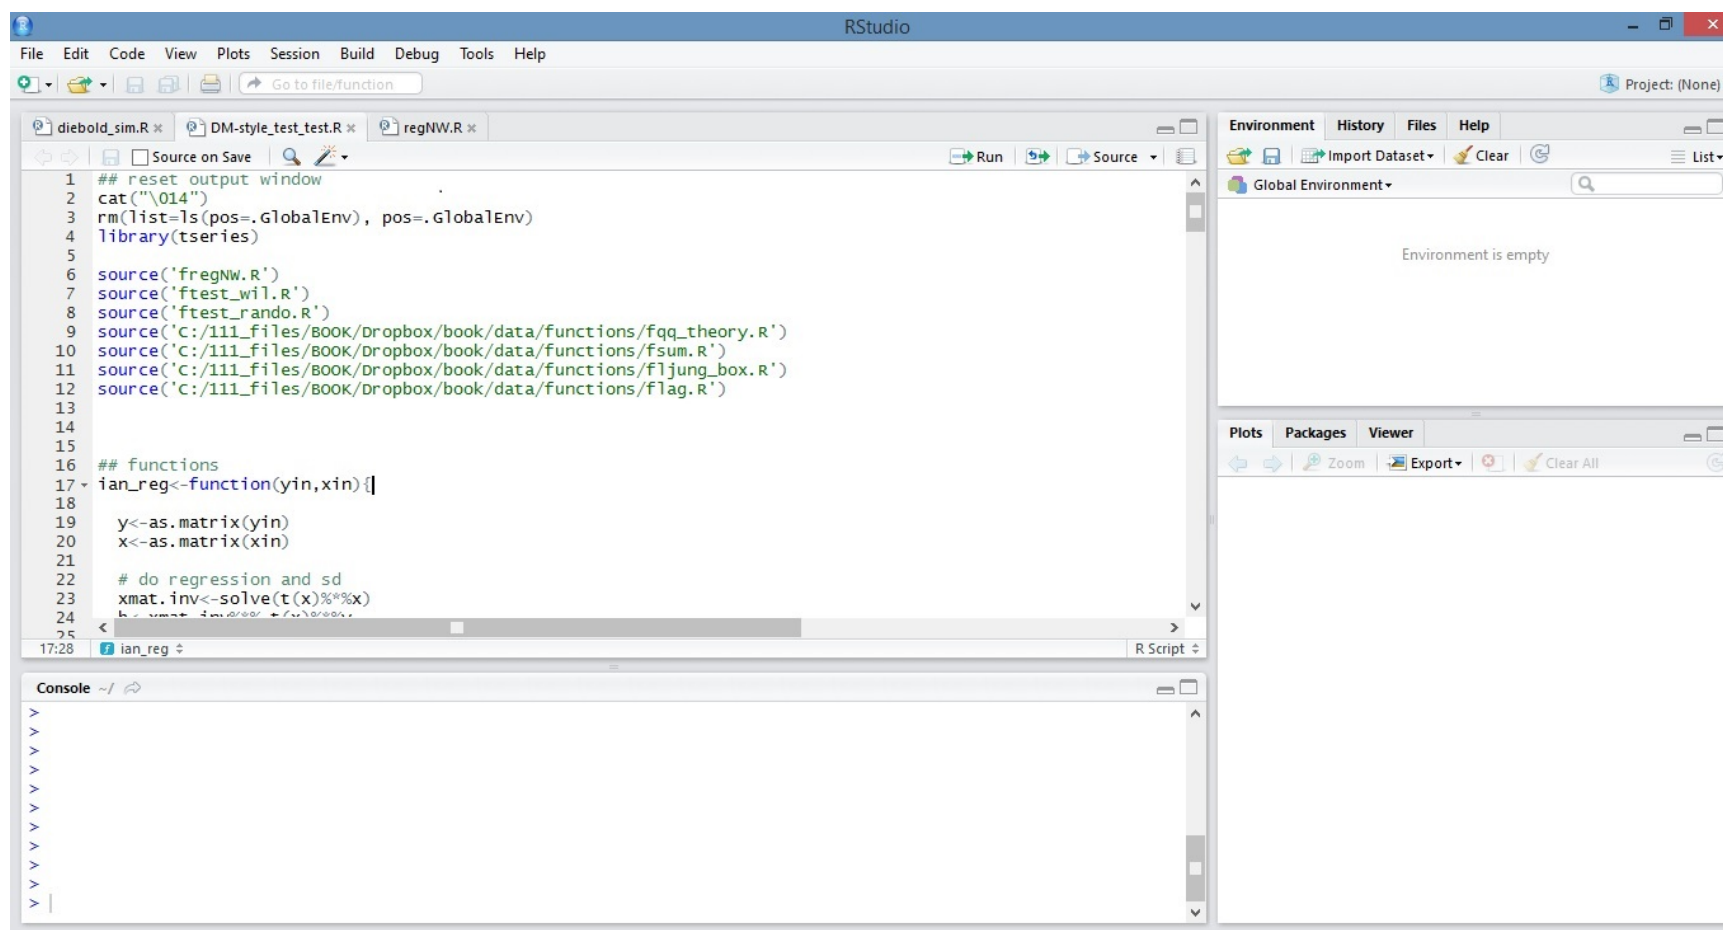 RStudio
File Edit Code View Plots Session Build Debug Tools Help
Go to file/function
Project: (None)
diebold_sim.R DM-style_test_test.R regNW.R
Source on Save Run Source
1 ## reset output window
2 cat("\014")
3 rm(list=ls(pos=.GlobalEnv), pos=.GlobalEnv)
4 library(tseries)
5
6 source('fregNW.R')
7 source('ftest_wil.R')
8 source('ftest_rando.R')
9 source('C:/111_files/BOOK/Dropbox/book/data/functions/fqq_theory.R')
10 source('C:/111_files/BOOK/Dropbox/book/data/functions/fsum.R')
11 source('C:/111_files/BOOK/Dropbox/book/data/functions/fljung_box.R')
12 source('C:/111_files/BOOK/Dropbox/book/data/functions/flag.R')
13
14
15
16 ## functions
17 ian_reg<-function(yin,xin){
18
19 y<-as.matrix(yin)
20 x<-as.matrix(xin)
21
22 # do regression and sd
23 xmat.inv<-solve(t(x)%*%x)
24
25
17:28 ian_reg R Script
Console ~/
>
>
>
>
>
>
>
>
>
>
>
Environment History Files Help
Import Dataset Clear List
Global Environment
Environment is empty
Plots Packages Viewer
Zoom Export Clear All